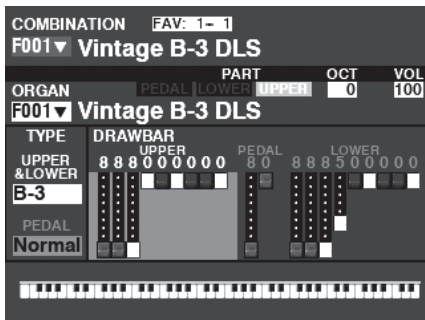 COMBINATION FAV: 1- 1
F001▼ Vintage B-3 DLS
PART OCT VOL
ORGAN PEDAL LOWER UPPER 0 100
F001▼ Vintage B-3 DLS
TYPE DRAWBAR
UPPER PEDAL LOWER
UPPER &LOWER 888000000 80 888500000
B-3
PEDAL
Normal